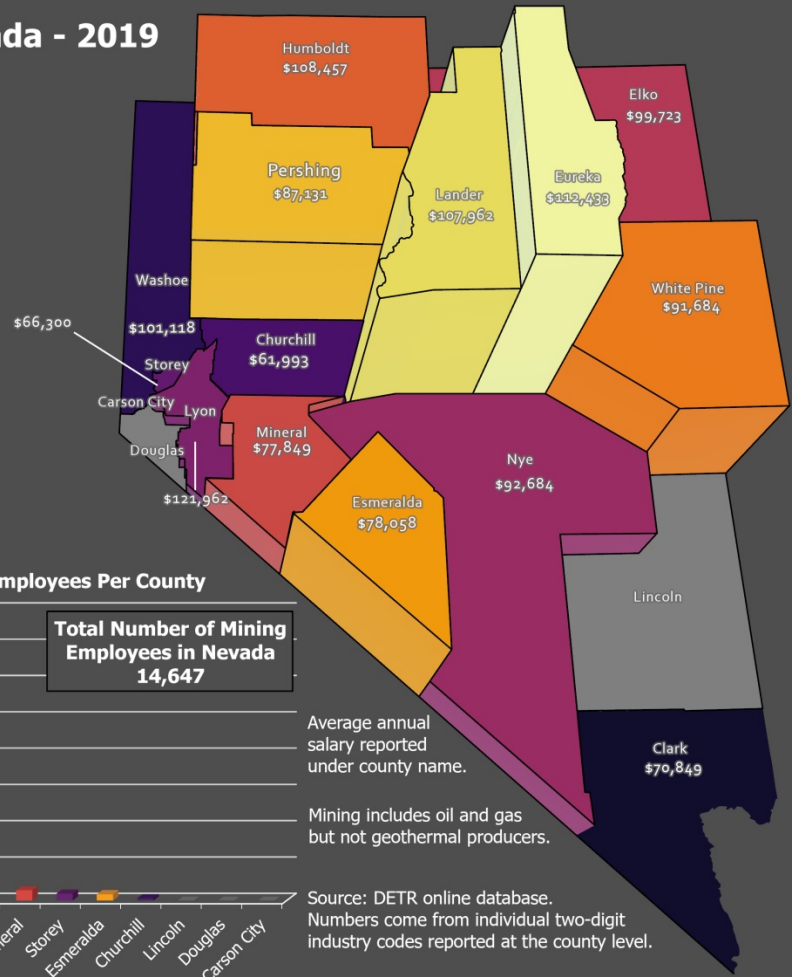 da - 2019
Humboldt
$108,457
Elko
$99,723
Pershing
$87,131
Lander
$107,962
Eureka
$112,433
Washoe
$101,118
White Pine
$91,684
$66,300
Storey
Churchill
$61,993
Carson City
Lyon
Douglas
$121,962
Mineral
$77,849
Nye
$92,684
Esmeralda
$78,058
Lincoln
Clark
$70,849
mployees Per County
Total Number of Mining
Employees in Nevada
14,647
Average annual
salary reported
under county name.
Mining includes oil and gas
but not geothermal producers.
Source: DETR online database.
Numbers come from individual two-digit
industry codes reported at the county level.
neral
Storey
Esmeralda
Churchill
Lincoln
Douglas
Carson City